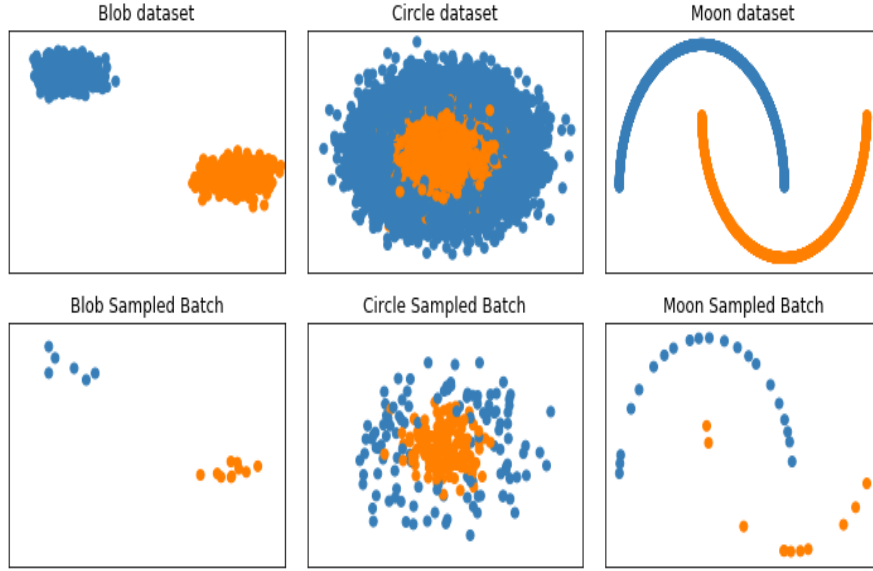 Blob dataset
Circle dataset
Moon dataset
Blob Sampled Batch
Circle Sampled Batch
Moon Sampled Batch